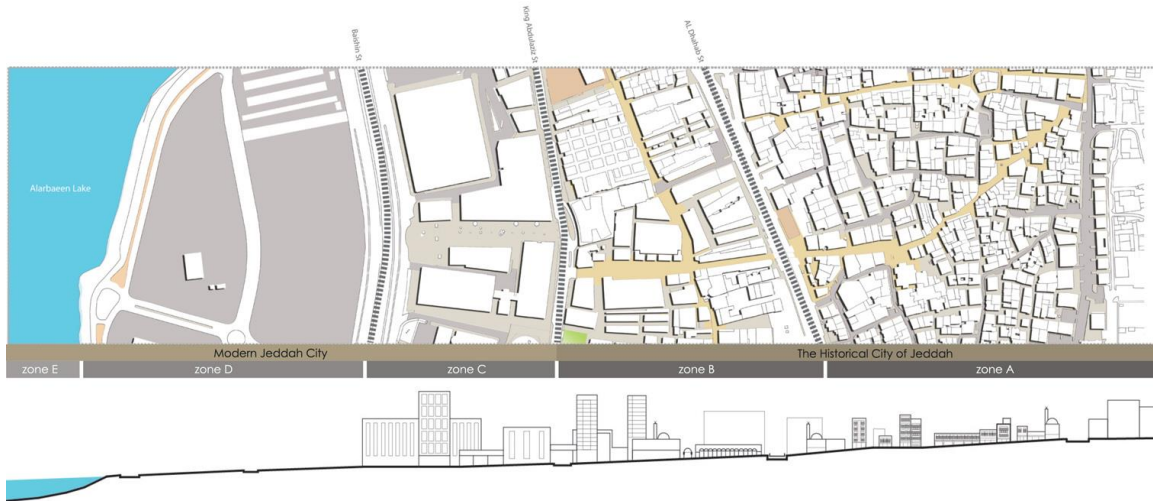 Baishin St
King Abdulaziz St
AL Dhahab St
Alarbaeen Lake
Modern Jeddah City
The Historical City of Jeddah
zone E
zone D
zone C
zone B
zone A